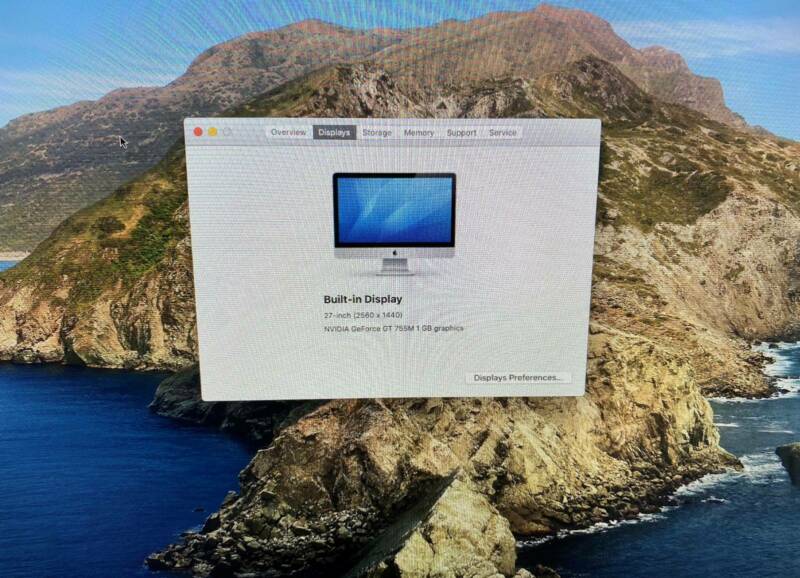 Overview Displays Storage Memory Support Service
Built-in Display
27-inch (2560 x 1440)
NVIDIA GeForce GT 755M 1 GB graphics
Displays Preferences...